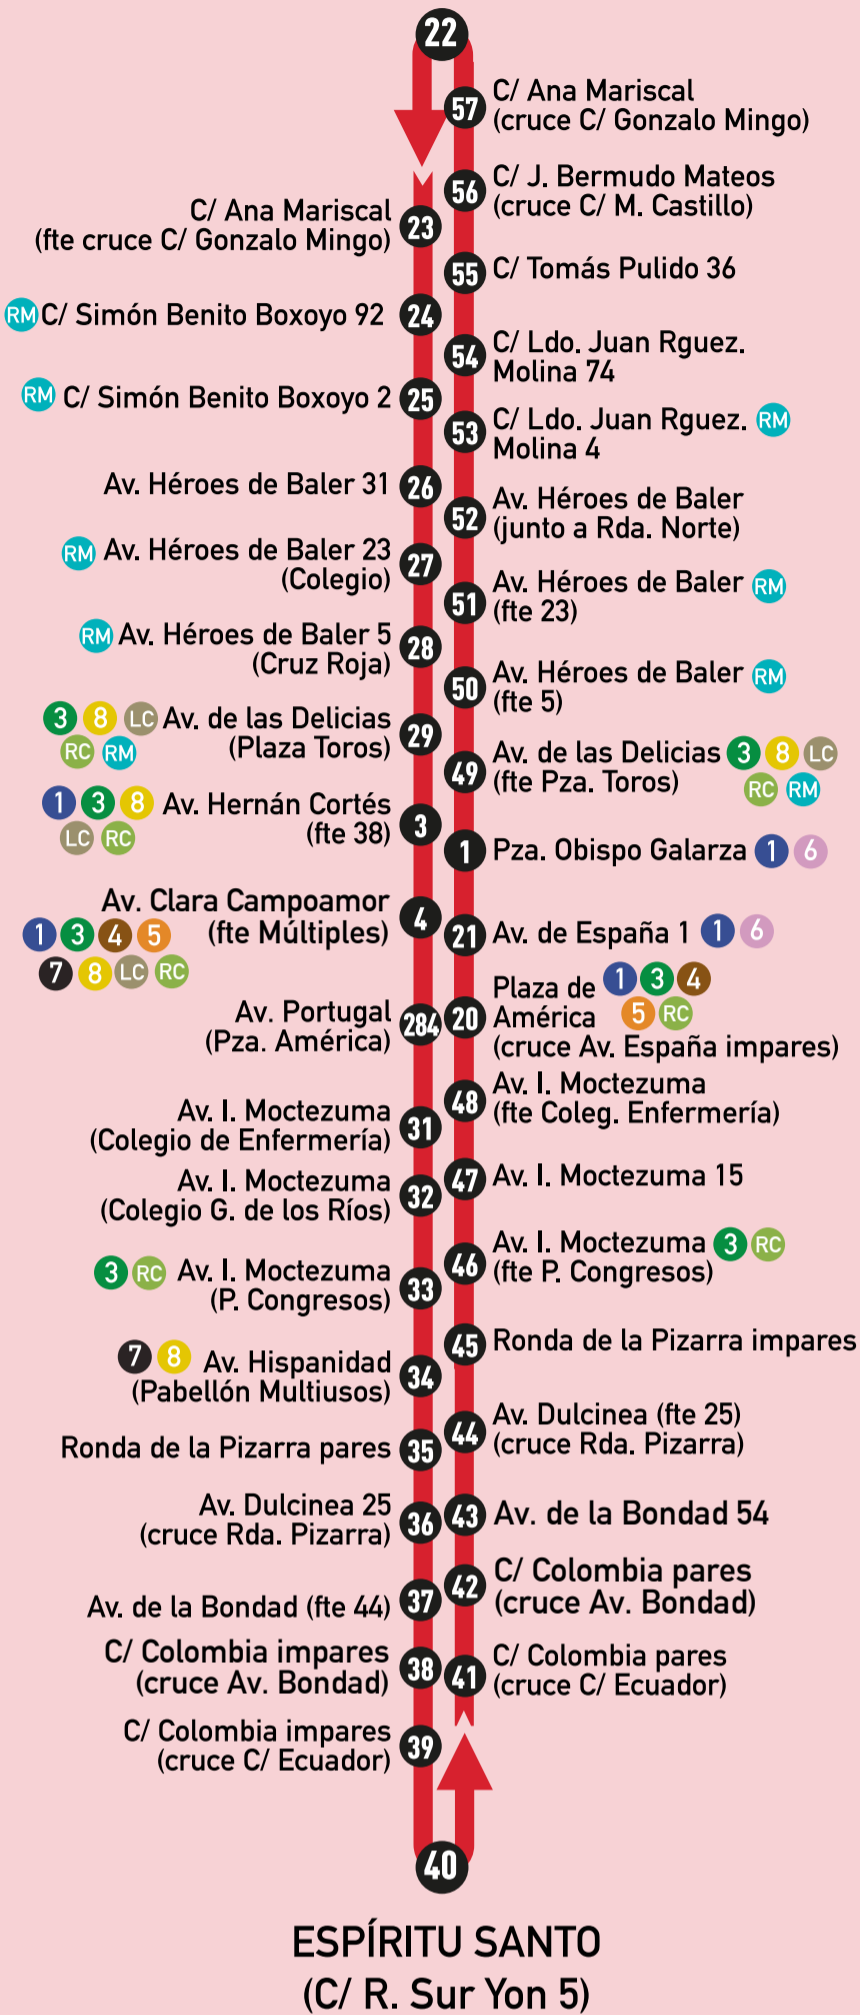 22
57 C/ Ana Mariscal
(cruce C/ Gonzalo Mingo)
56 C/ J. Bermudo Mateos
(cruce C/ M. Castillo)
55 C/ Tomás Pulido 36
54 C/ Ldo. Juan Rguez.
Molina 74
53 C/ Ldo. Juan Rguez. RM
Molina 4
52 Av. Héroes de Baler
(junto a Rda. Norte)
51 Av. Héroes de Baler RM
(fte 23)
50 Av. Héroes de Baler RM
(fte 5)
49 Av. de las Delicias 3 8 LC
(fte Pza. Toros) RC RM
1 Pza. Obispo Galarza 1 6
21 Av. de España 1 1 6
20 Plaza de 1 3 4
América 5 RC
(cruce Av. España impares)
48 Av. I. Moctezuma
(fte Coleg. Enfermería)
47 Av. I. Moctezuma 15
46 Av. I. Moctezuma 3 RC
(fte P. Congresos)
45 Ronda de la Pizarra impares
44 Av. Dulcinea (fte 25)
(cruce Rda. Pizarra)
43 Av. de la Bondad 54
42 C/ Colombia pares
(cruce Av. Bondad)
41 C/ Colombia pares
(cruce C/ Ecuador)
C/ Ana Mariscal
(fte cruce C/ Gonzalo Mingo) 23
RM C/ Simón Benito Boxoyo 92 24
RM C/ Simón Benito Boxoyo 2 25
Av. Héroes de Baler 31 26
RM Av. Héroes de Baler 23
(Colegio) 27
RM Av. Héroes de Baler 5
(Cruz Roja) 28
3 8 LC Av. de las Delicias
RC RM (Plaza Toros) 29
1 3 8 Av. Hernán Cortés
LC RC (fte 38) 3
Av. Clara Campoamor
1 3 4 5 (fte Múltiples) 4
7 8 LC RC
Av. Portugal
(Pza. América) 284
Av. I. Moctezuma
(Colegio de Enfermería) 31
Av. I. Moctezuma
(Colegio G. de los Ríos) 32
3 RC Av. I. Moctezuma
(P. Congresos) 33
7 8 Av. Hispanidad
(Pabellón Multiusos) 34
Ronda de la Pizarra pares 35
Av. Dulcinea 25
(cruce Rda. Pizarra) 36
Av. de la Bondad (fte 44) 37
C/ Colombia impares
(cruce Av. Bondad) 38
C/ Colombia impares
(cruce C/ Ecuador) 39
40
ESPÍRITU SANTO
(C/ R. Sur Yon 5)